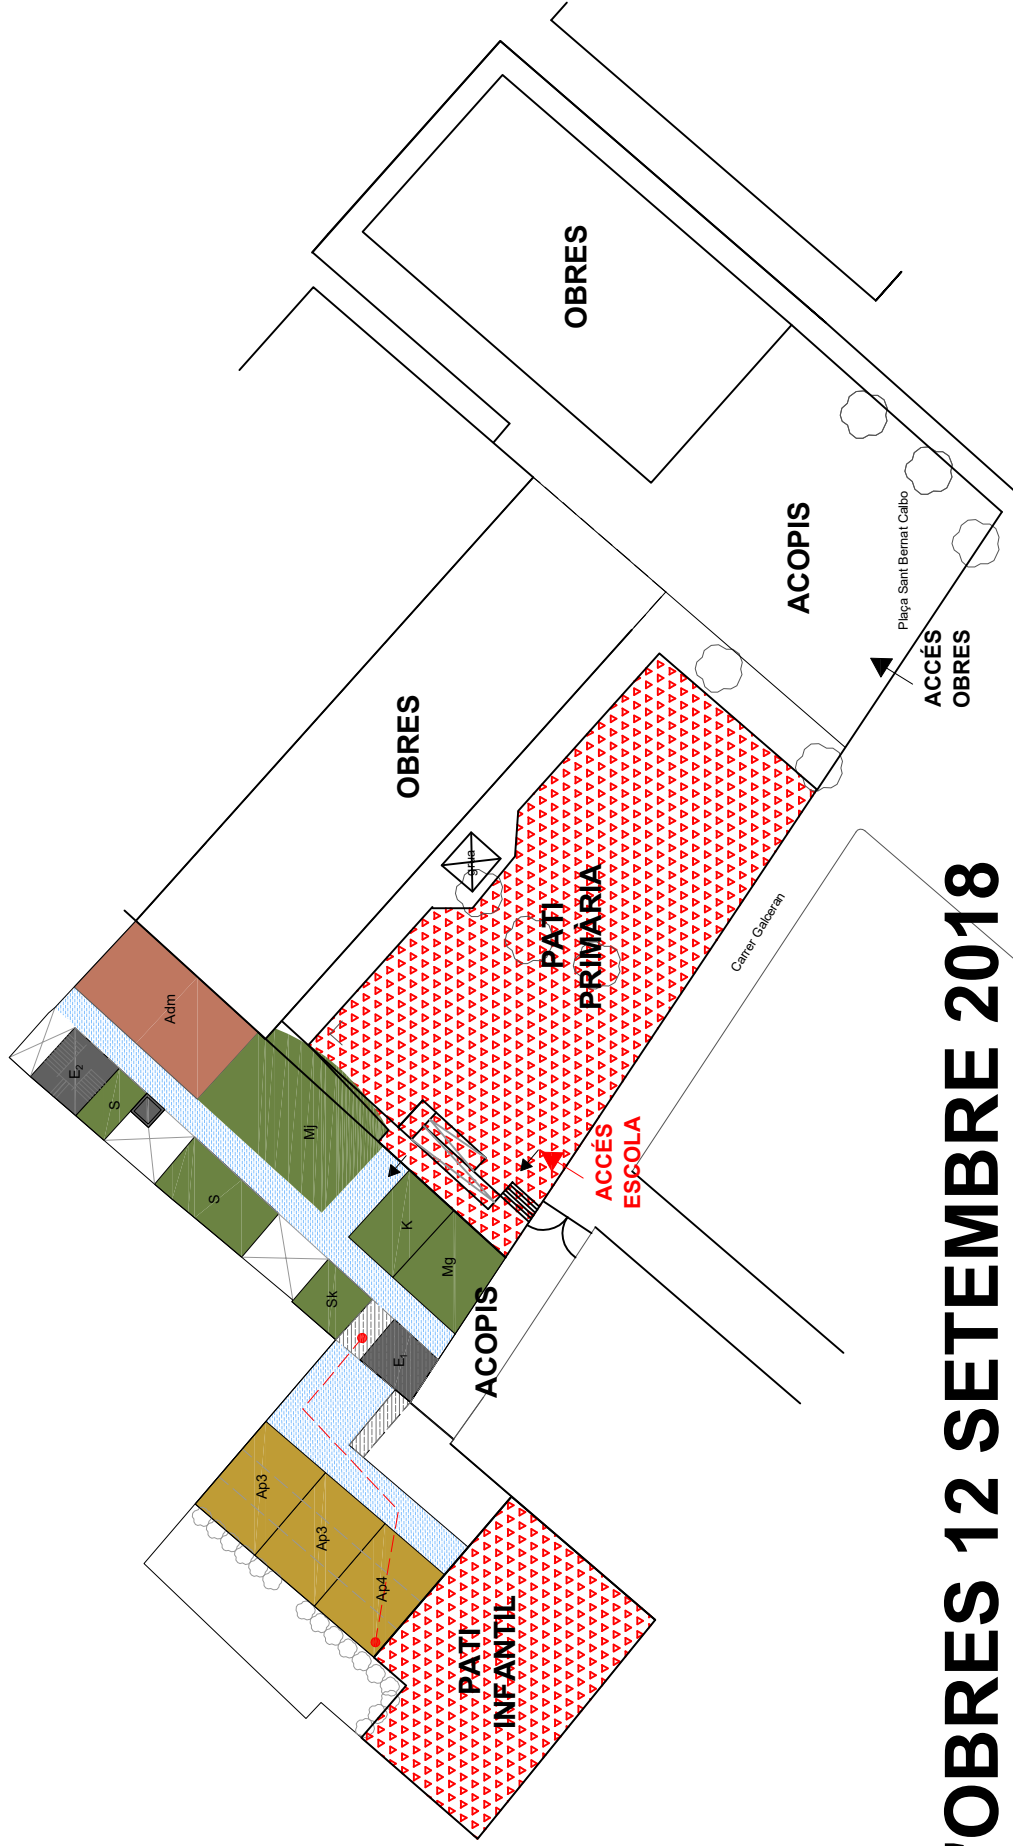 OBRES
OBRES
ACOPIS
Plaça Sant Bernat Calbo
ACCÉS
OBRES
grua
PATI
PRIMÀRIA
Carrer Galceran
ACCÉS
ESCOLA
Adm
E2
S
Mj
S
K
Mg
Sk
E1
ACOPIS
Ap3
Ap3
Ap4
PATI
INFANTIL
'OBRES 12 SETEMBRE 2018